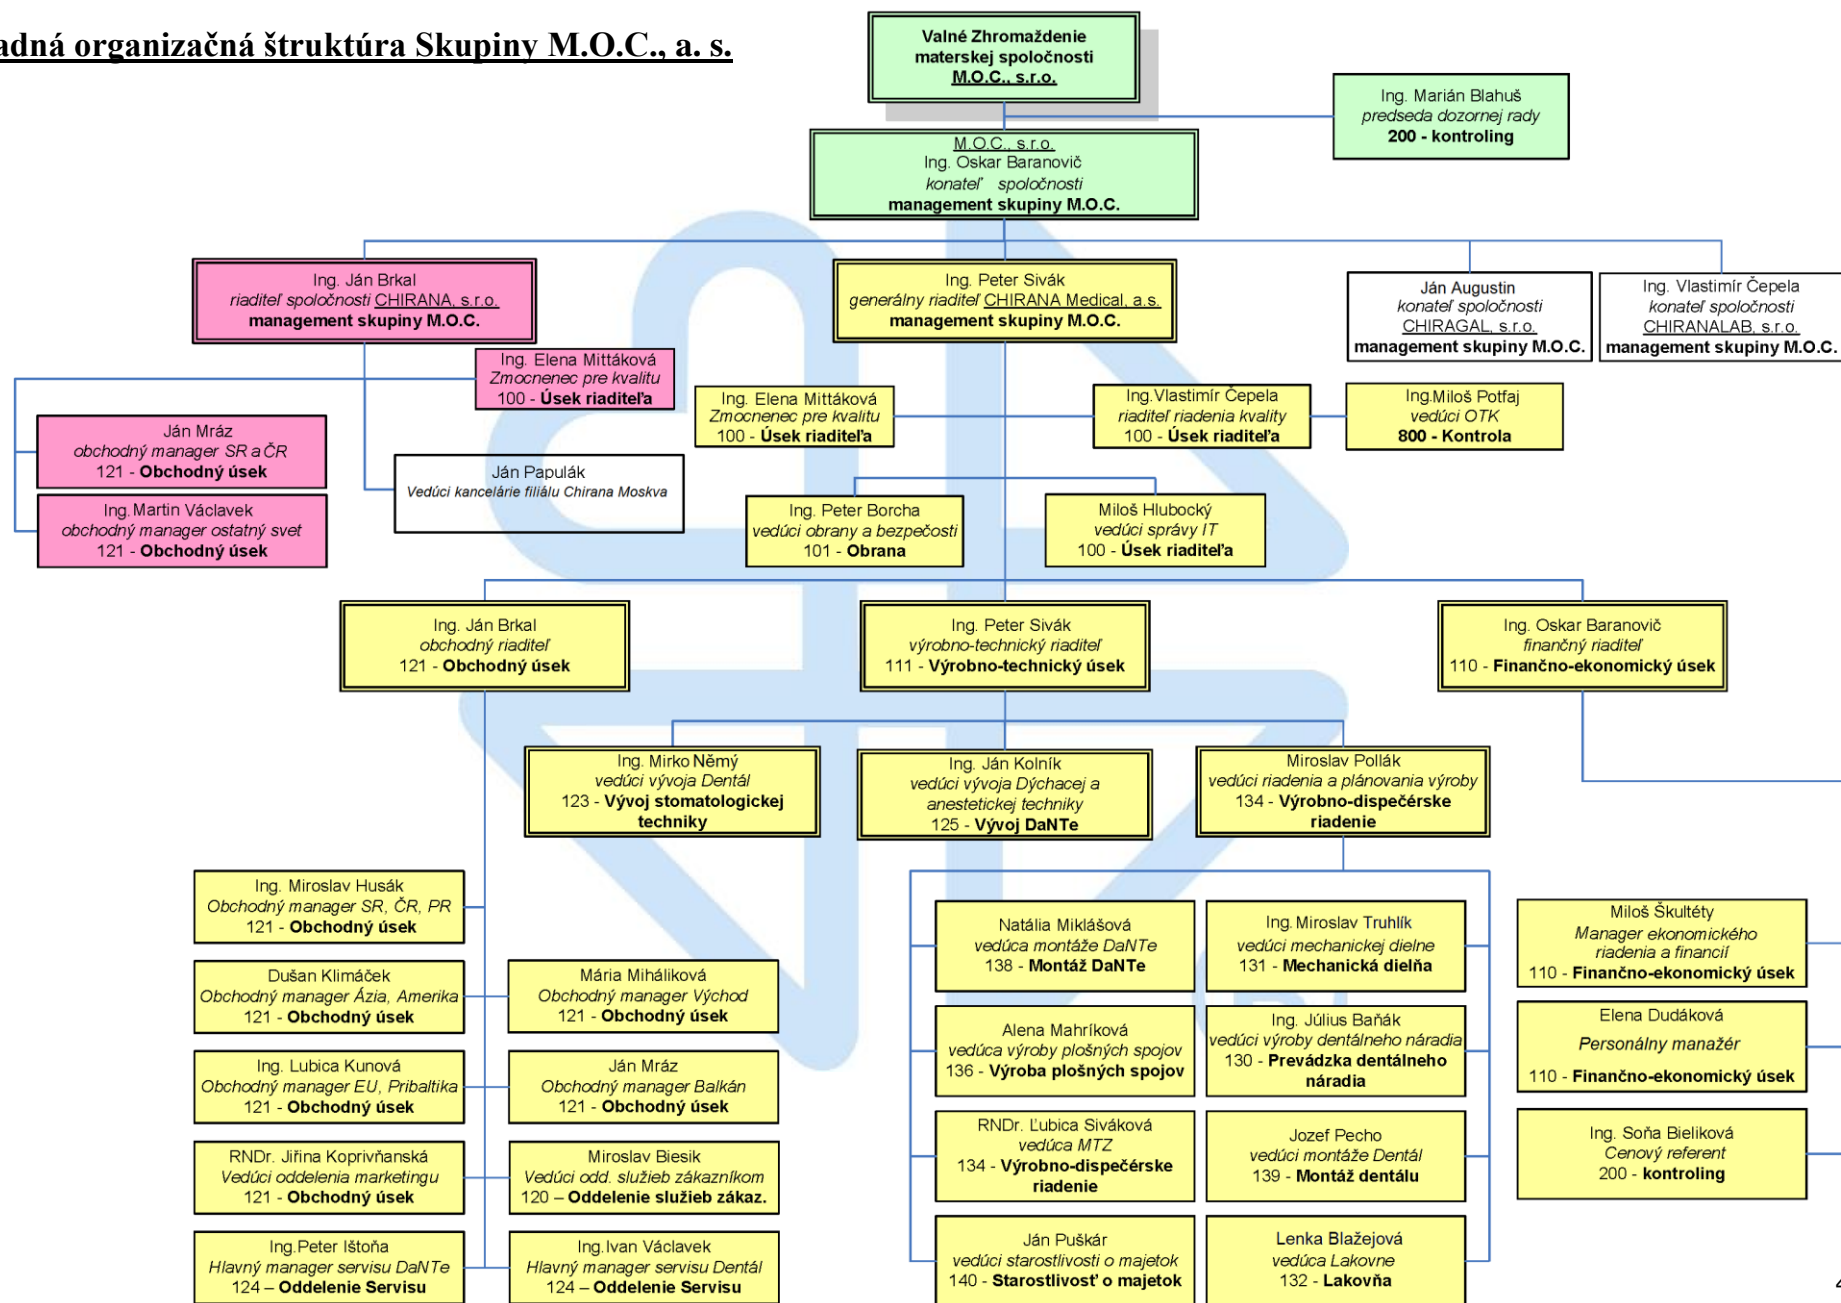 adná organizačná štruktúra Skupiny M.O.C., a. s.
Valné Zhromaždenie
materskej spoločnosti
M.O.C., s.r.o.
Ing. Marián Blahuš
predseda dozornej rady
200 - kontroling
M.O.C., s.r.o.
Ing. Oskar Baranovič
konateľ spoločnosti
management skupiny M.O.C.
Ing. Ján Brkal
riaditeľ spoločnosti CHIRANA, s.r.o.
management skupiny M.O.C.
Ing. Peter Sivák
generálny riaditeľ CHIRANA Medical, a.s.
management skupiny M.O.C.
Ján Augustin
konateľ spoločnosti
CHIRAGAL, s.r.o.
management skupiny M.O.C.
Ing. Vlastimír Čepela
konateľ spoločnosti
CHIRANALAB, s.r.o.
management skupiny M.O.C.
Ing. Elena Mittáková
Zmocnenec pre kvalitu
100 - Úsek riaditeľa
Ing. Elena Mittáková
Zmocnenec pre kvalitu
100 - Úsek riaditeľa
Ing.Vlastimír Čepela
riaditeľ riadenia kvality
100 - Úsek riaditeľa
Ing.Miloš Potfaj
vedúci OTK
800 - Kontrola
Ján Mráz
obchodný manager SR a ČR
121 - Obchodný úsek
Ján Papulák
Vedúci kancelárie filiálu Chirana Moskva
Ing.Martin Václavek
obchodný manager ostatný svet
121 - Obchodný úsek
Ing. Peter Borcha
vedúci obrany a bezpečosti
101 - Obrana
Miloš Hlubocký
vedúci správy IT
100 - Úsek riaditeľa
Ing. Ján Brkal
obchodný riaditeľ
121 - Obchodný úsek
Ing. Peter Sivák
výrobno-technický riaditeľ
111 - Výrobno-technický úsek
Ing. Oskar Baranovič
finančný riaditeľ
110 - Finančno-ekonomický úsek
Ing. Mirko Němý
vedúci vývoja Dentál
123 - Vývoj stomatologickej
techniky
Ing. Ján Kolník
vedúci vývoja Dýchacej a
anestetickej techniky
125 - Vývoj DaNTe
Miroslav Pollák
vedúci riadenia a plánovania výroby
134 - Výrobno-dispečérske
riadenie
Ing. Miroslav Husák
Obchodný manager SR, ČR, PR
121 - Obchodný úsek
Dušan Klimáček
Obchodný manager Ázia, Amerika
121 - Obchodný úsek
Mária Miháliková
Obchodný manager Východ
121 - Obchodný úsek
Ing. Lubica Kunová
Obchodný manager EU, Pribaltika
121 - Obchodný úsek
Ján Mráz
Obchodný manager Balkán
121 - Obchodný úsek
RNDr. Jiřina Koprivňanská
Vedúci oddelenia marketingu
121 - Obchodný úsek
Miroslav Biesik
Vedúci odd. služieb zákazníkom
120 – Oddelenie služieb zákaz.
Ing.Peter Ištoňa
Hlavný manager servisu DaNTe
124 – Oddelenie Servisu
Ing.Ivan Václavek
Hlavný manager servisu Dentál
124 – Oddelenie Servisu
Natália Miklášová
vedúca montáže DaNTe
138 - Montáž DaNTe
Ing. Miroslav Truhlík
vedúci mechanickej dielne
131 - Mechanická dielňa
Alena Mahríková
vedúca výroby plošných spojov
136 - Výroba plošných spojov
Ing. Július Baňák
vedúci výroby dentálneho náradia
130 - Prevádzka dentálneho
náradia
RNDr. Ľubica Siváková
vedúca MTZ
134 - Výrobno-dispečérske
riadenie
Jozef Pecho
vedúci montáže Dentál
139 - Montáž dentálu
Ján Puškár
vedúci starostlivosti o majetok
140 - Starostlivosť o majetok
Lenka Blažejová
vedúca Lakovne
132 - Lakovňa
Miloš Škultéty
Manager ekonomického
riadenia a financií
110 - Finančno-ekonomický úsek
Elena Dudáková
Personálny manažér
110 - Finančno-ekonomický úsek
Ing. Soňa Bieliková
Cenový referent
200 - kontroling
4